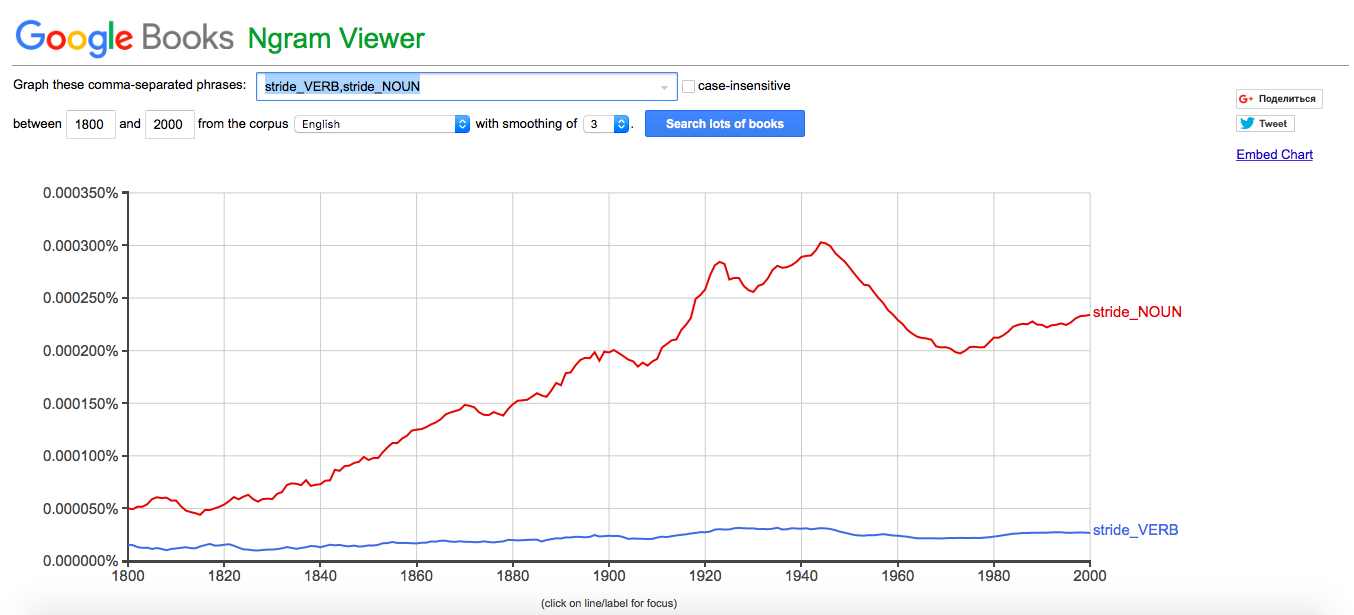 Google Books Ngram Viewer
Graph these comma-separated phrases: stride_VERB,stride_NOUN case-insensitive
between 1800 and 2000 from the corpus English with smoothing of 3 . Search lots of books
G+ Поделиться
Tweet
Embed Chart
0.000350%
0.000300%
0.000250%
0.000200%
0.000150%
0.000100%
0.000050%
0.000000%
stride_NOUN
stride_VERB
1800 1820 1840 1860 1880 1900 1920 1940 1960 1980 2000
(click on line/label for focus)